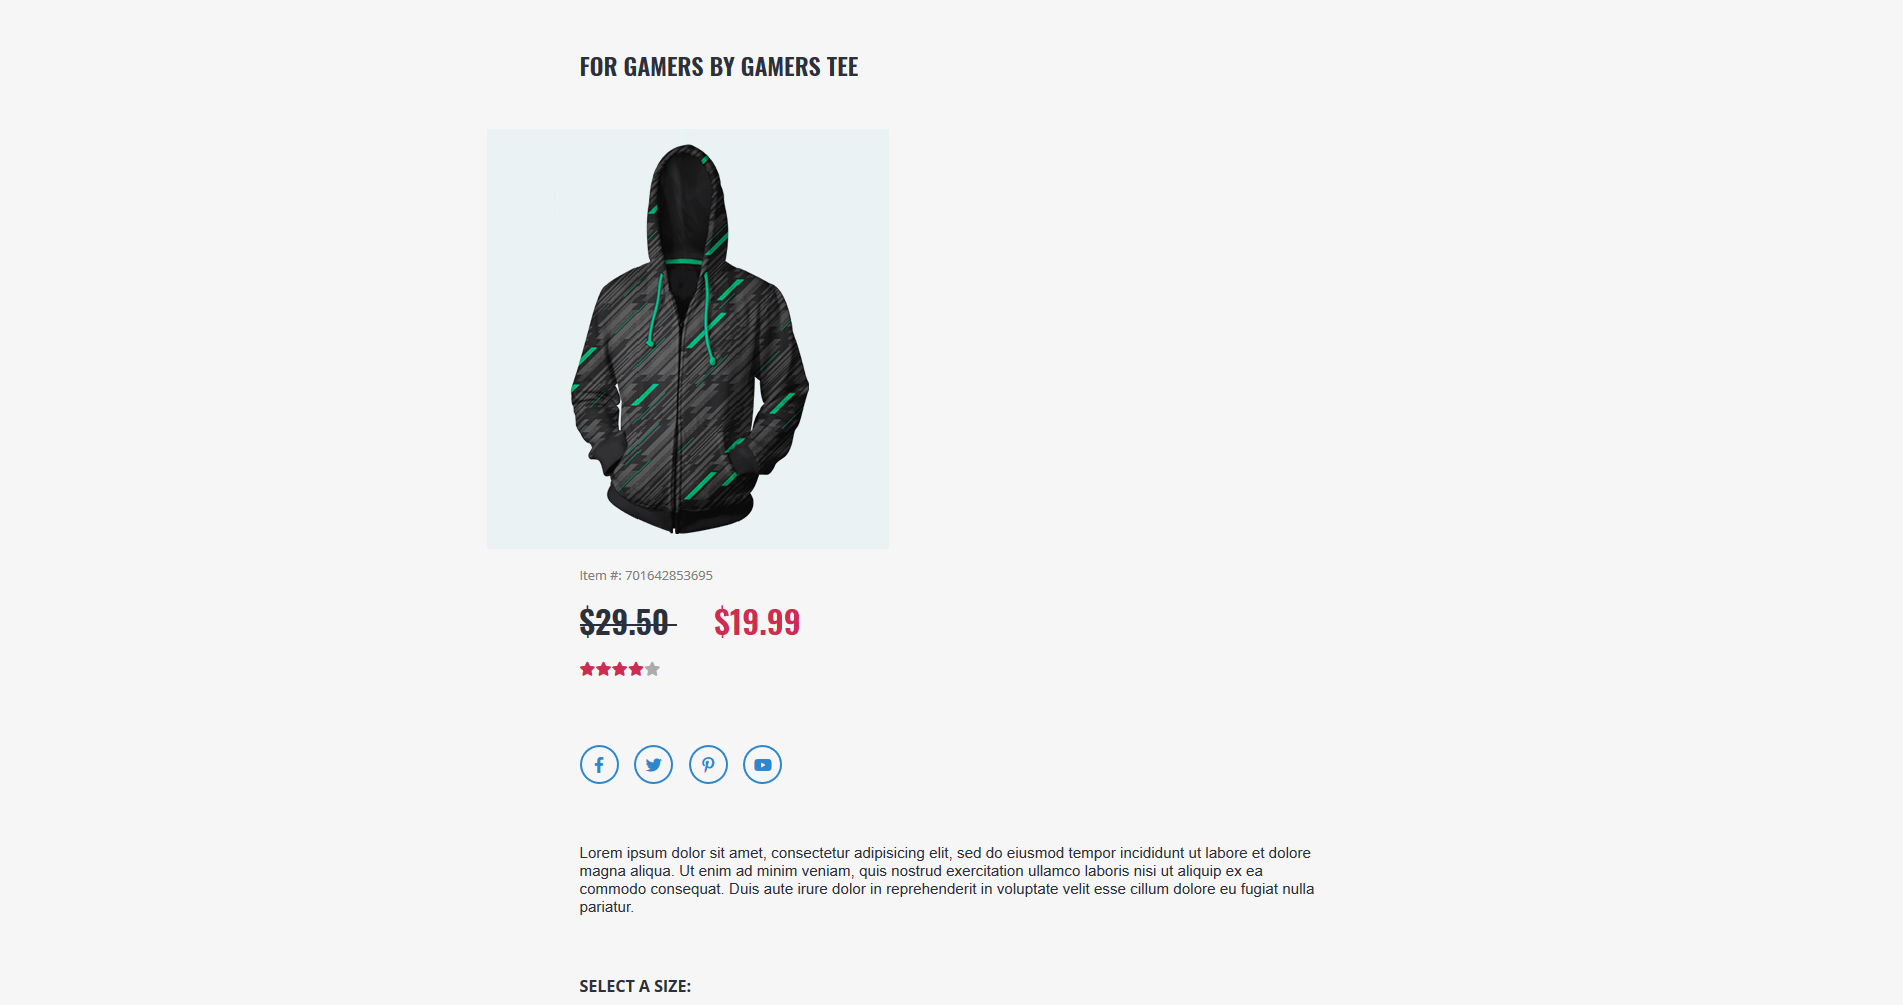 FOR GAMERS BY GAMERS TEE
Item #: 701642853695
$29.50 $19.99
Lorem ipsum dolor sit amet, consectetur adipisicing elit, sed do eiusmod tempor incididunt ut labore et dolore
magna aliqua. Ut enim ad minim veniam, quis nostrud exercitation ullamco laboris nisi ut aliquip ex ea
commodo consequat. Duis aute irure dolor in reprehenderit in voluptate velit esse cillum dolore eu fugiat nulla
pariatur.
SELECT A SIZE: